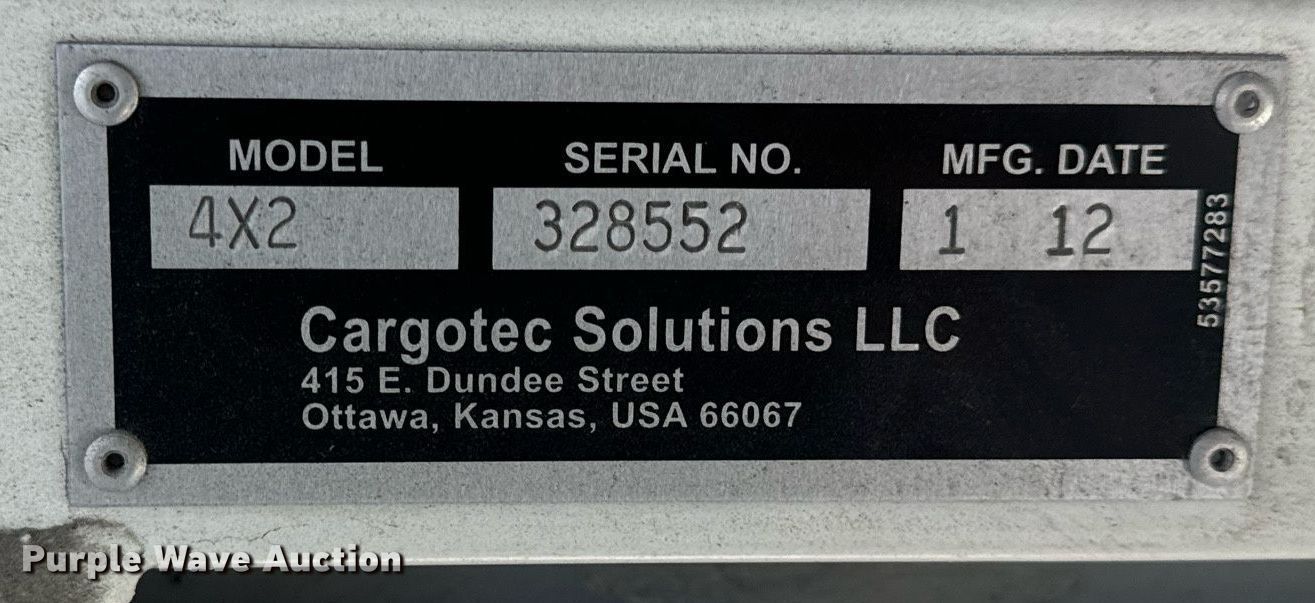 MODEL SERIAL NO. MFG. DATE
4X2 328552 1 12
53577283
Cargotec Solutions LLC
415 E. Dundee Street
Ottawa, Kansas, USA 66067
Purple Wave Auction